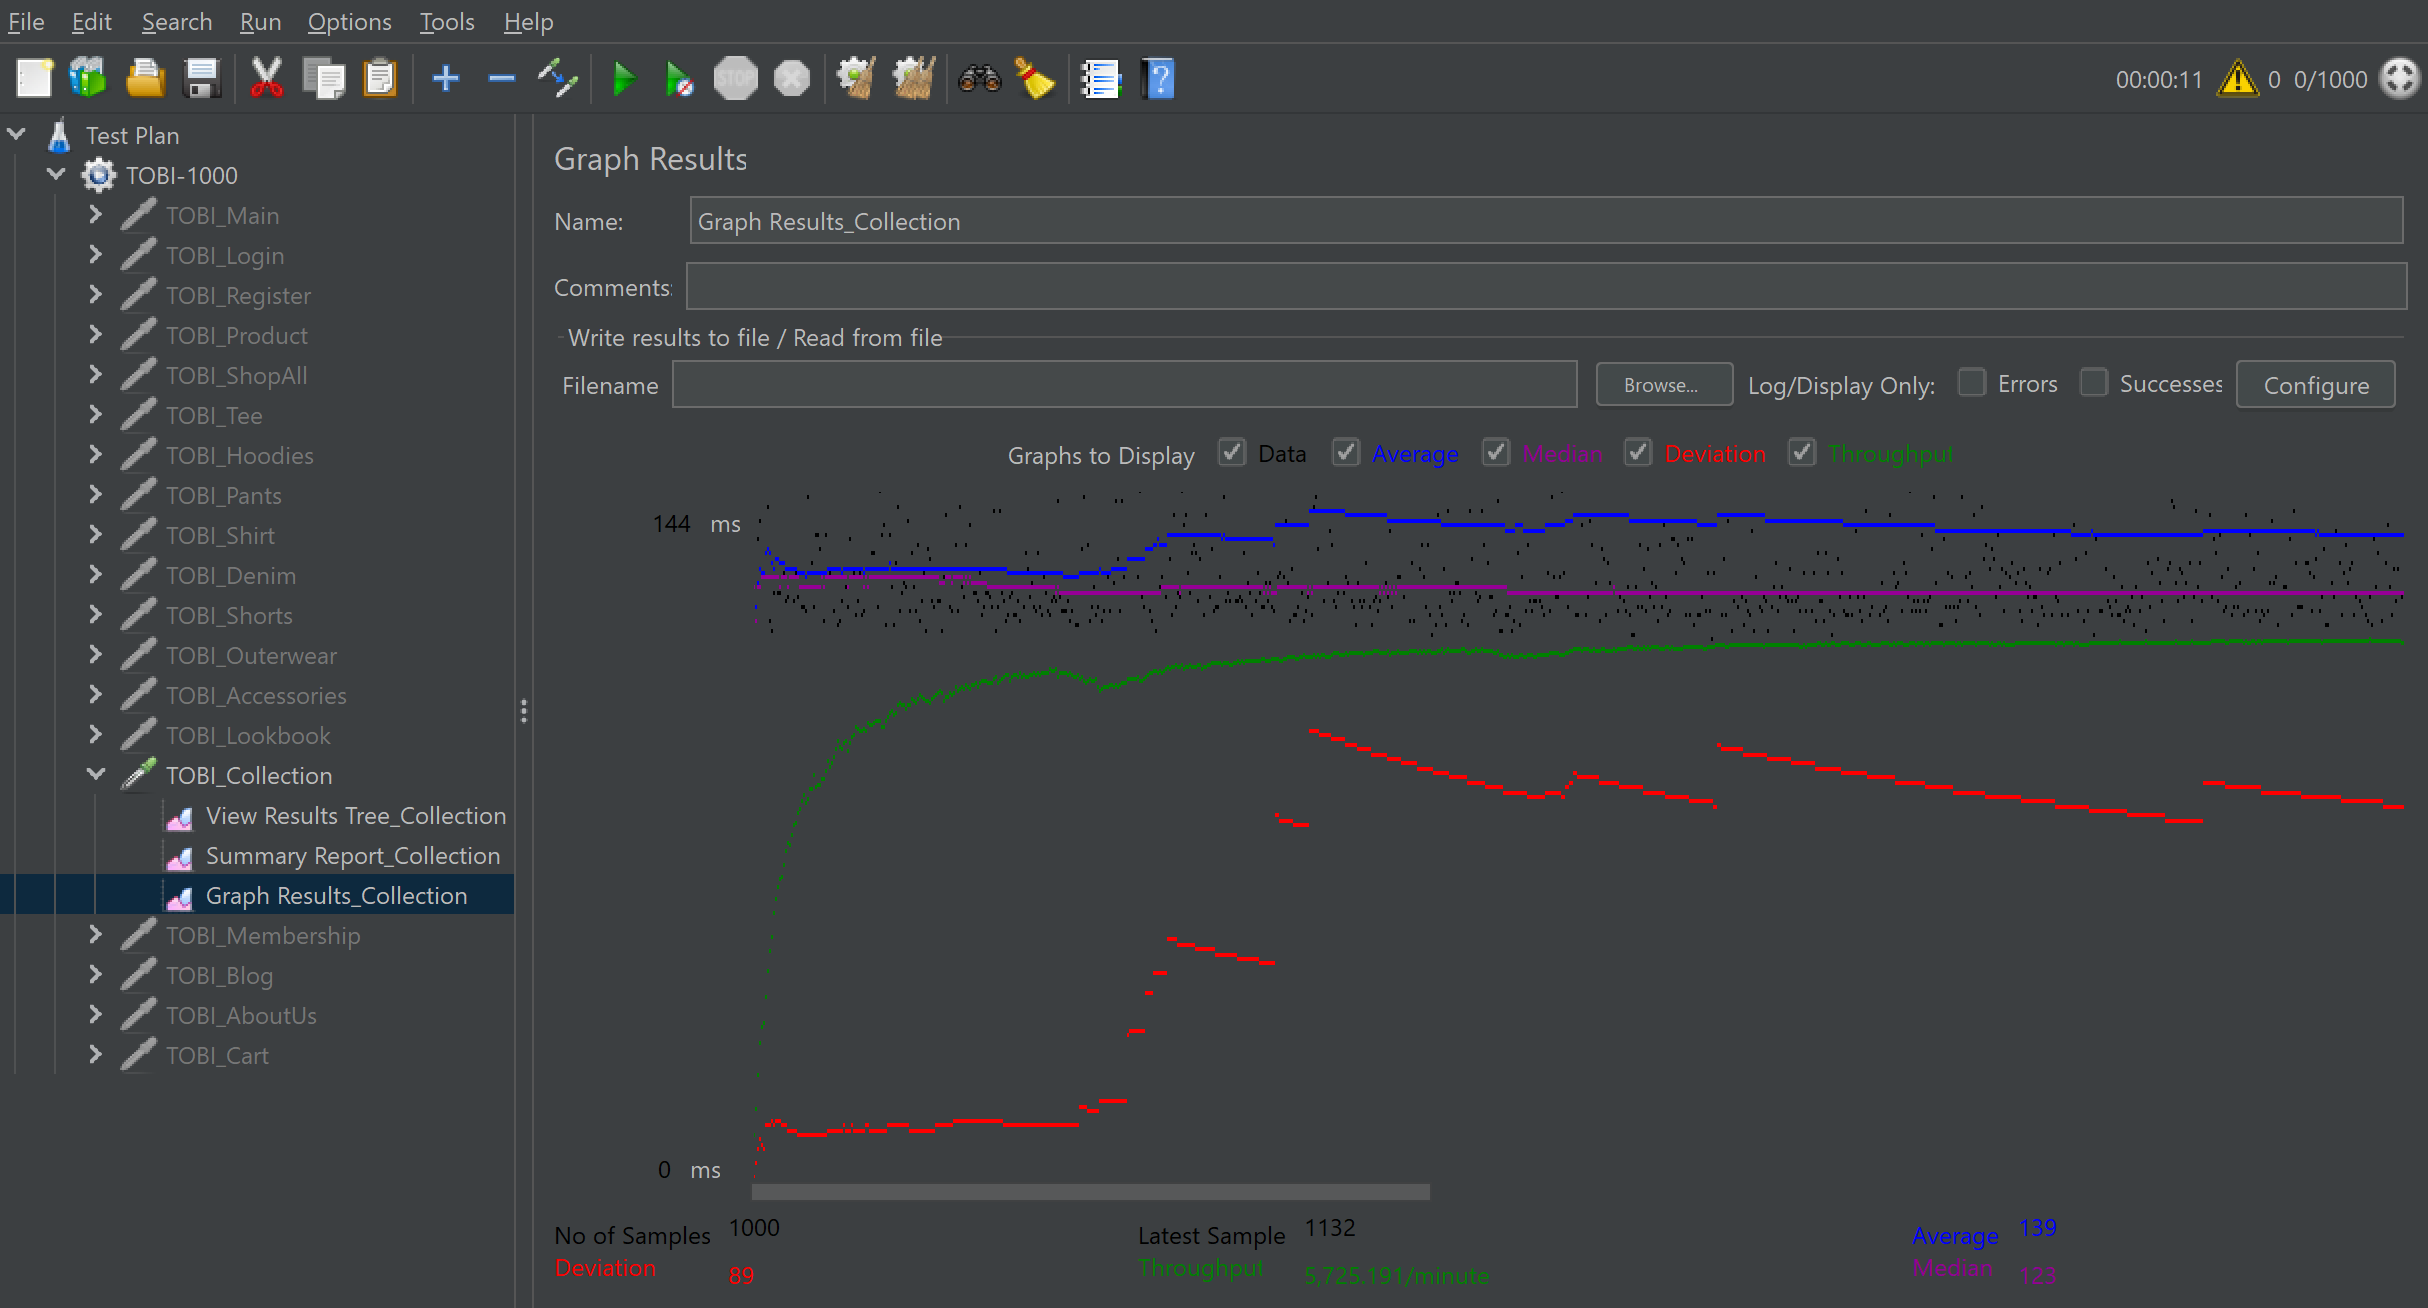 File Edit Search Run Options Tools Help
STOP
00:00:11 0 0/1000
Test Plan
TOBI-1000
TOBI_Main
TOBI_Login
TOBI_Register
TOBI_Product
TOBI_ShopAll
TOBI_Tee
TOBI_Hoodies
TOBI_Pants
TOBI_Shirt
TOBI_Denim
TOBI_Shorts
TOBI_Outerwear
TOBI_Accessories
TOBI_Lookbook
TOBI_Collection
View Results Tree_Collection
Summary Report_Collection
Graph Results_Collection
TOBI_Membership
TOBI_Blog
TOBI_AboutUs
TOBI_Cart
Graph Results
Name: Graph Results_Collection
Comments:
Write results to file / Read from file
Filename Browse... Log/Display Only: Errors Successes Configure
Graphs to Display Data Average Median Deviation Throughput
144 ms
0 ms
No of Samples 1000 Latest Sample 1132 Average 139
Deviation 89 Throughput 5,725.191/minute Median 123